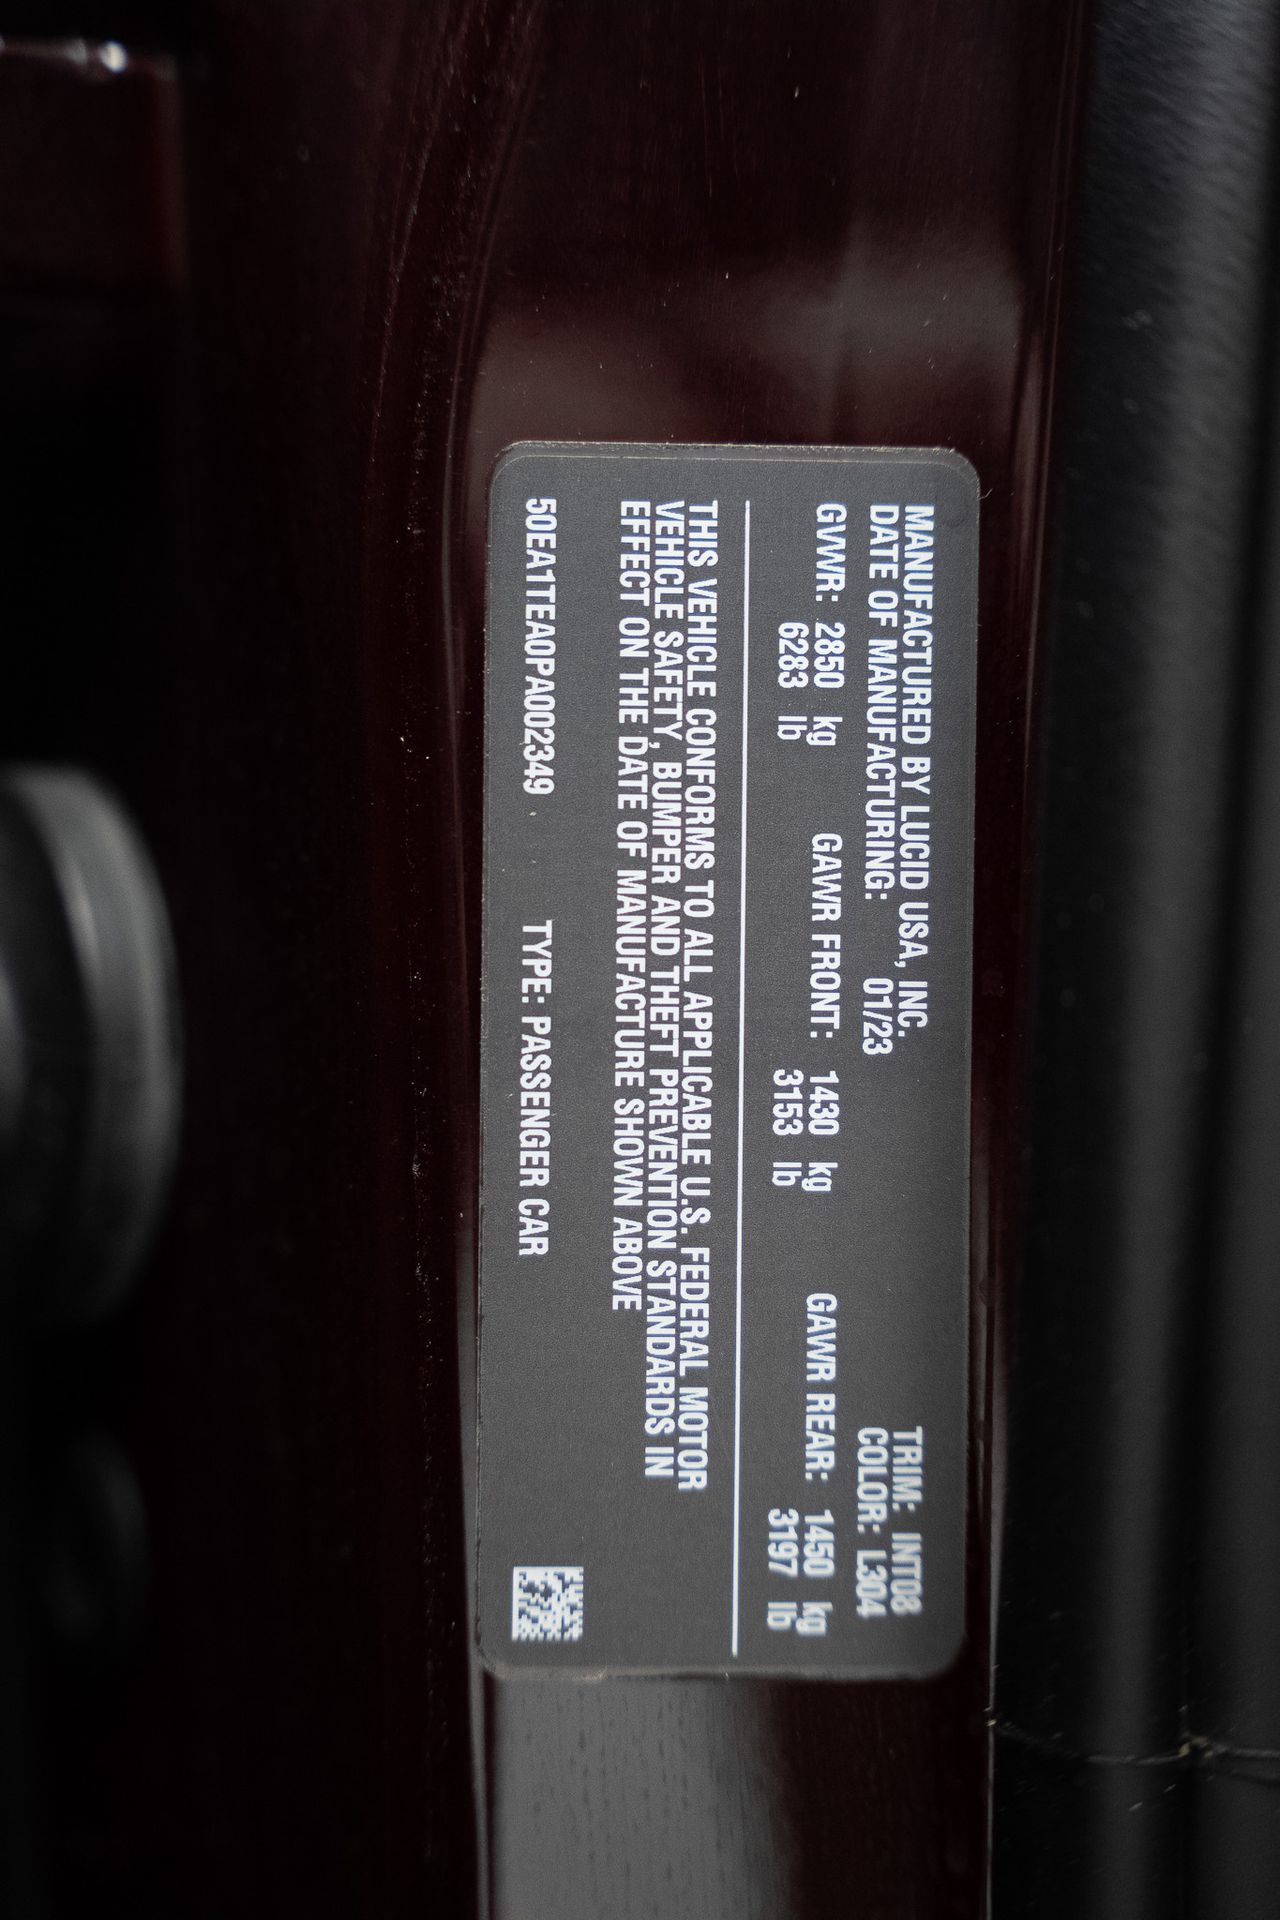 MANUFACTURED BY LUCID USA, INC. TRIM: INT08
DATE OF MANUFACTURING: 01/23 COLOR: L304
GVWR: 2850 kg GAWR FRONT: 1430 kg GAWR REAR: 1450 kg
6283 lb 3153 lb 3197 lb
THIS VEHICLE CONFORMS TO ALL APPLICABLE U.S. FEDERAL MOTOR
VEHICLE SAFETY, BUMPER AND THEFT PREVENTION STANDARDS IN
EFFECT ON THE DATE OF MANUFACTURE SHOWN ABOVE
50EA1TEA0PA002349 TYPE: PASSENGER CAR